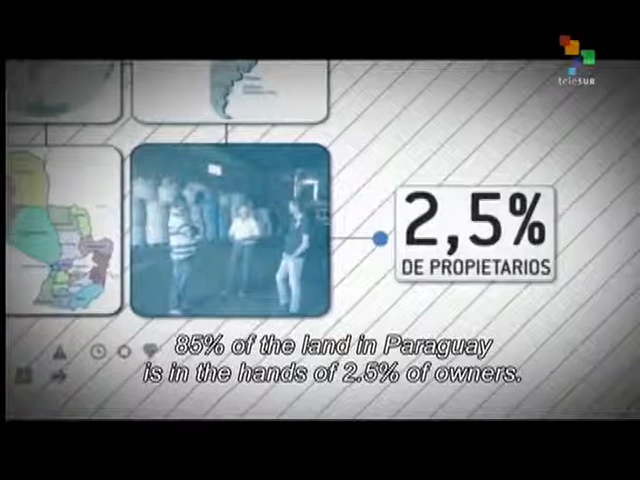 teleSUR
2,5%
DE PROPIETARIOS
85% of the land in Paraguay
is in the hands of 2.5% of owners.